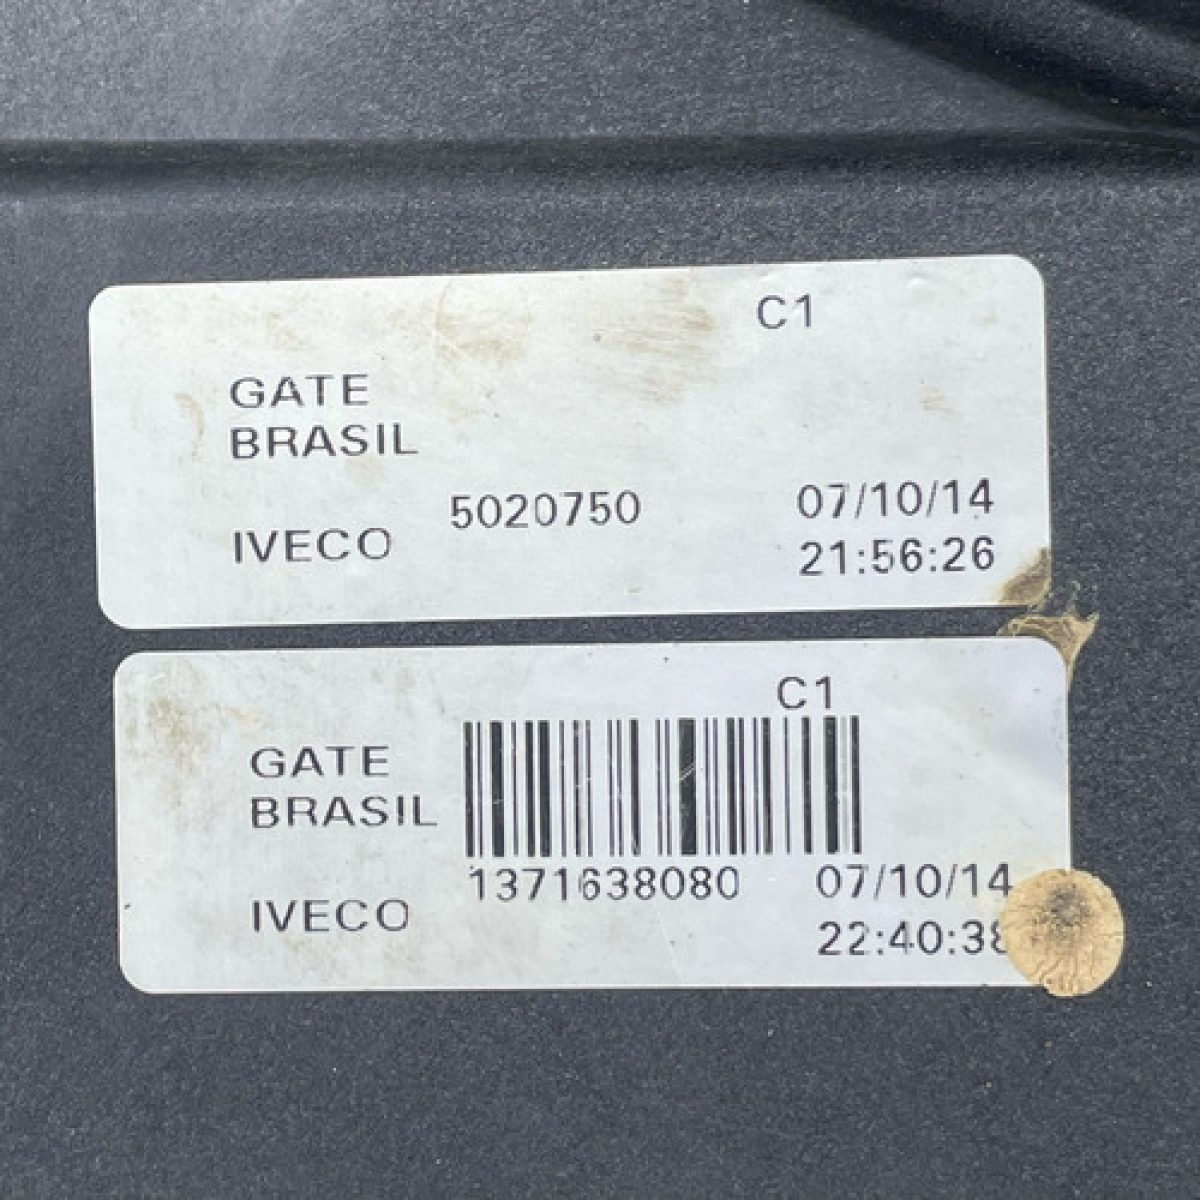 C1
GATE
BRASIL
5020750 07/10/14
IVECO 21:56:26
C1
GATE
BRASIL
1371638080 07/10/14
IVECO 22:40:38